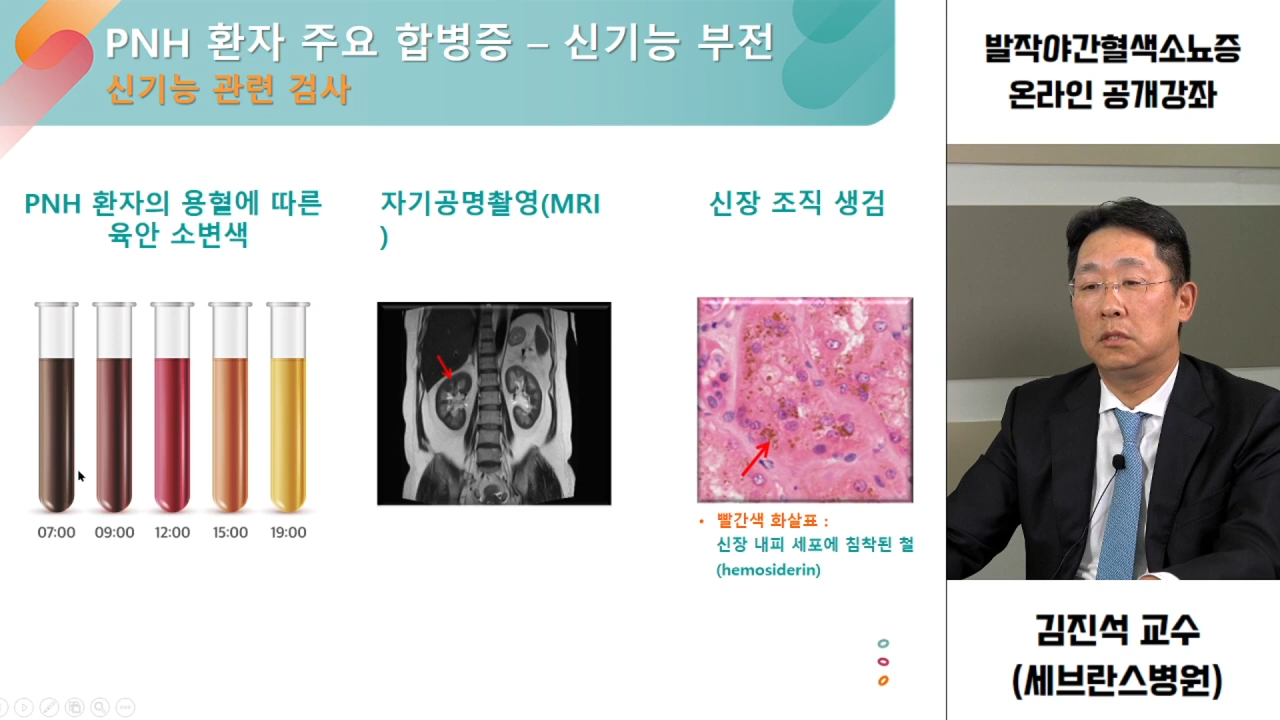 PNH 환자 주요 합병증 – 신기능 부전
신기능 관련 검사
PNH 환자의 용혈에 따른
육안 소변색
07:00 09:00 12:00 15:00 19:00
자기공명촬영(MRI
)
신장 조직 생검
• 빨간색 화살표 :
신장 내피 세포에 침착된 철
(hemosiderin)
발작야간혈색소뇨증
온라인 공개강좌
김진석 교수
(세브란스병원)